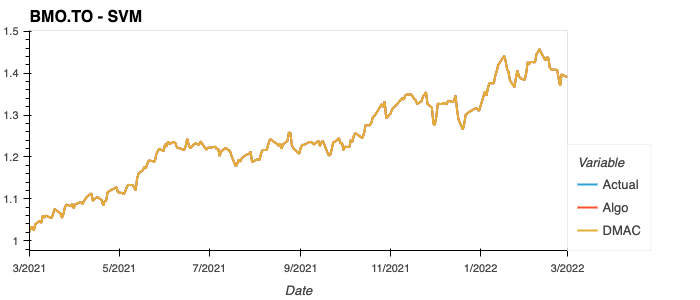 BMO.TO - SVM
1.5
1.4
1.3
1.2
1.1
1
3/2021 5/2021 7/2021 9/2021 11/2021 1/2022 3/2022
Date
Variable
Actual
Algo
DMAC